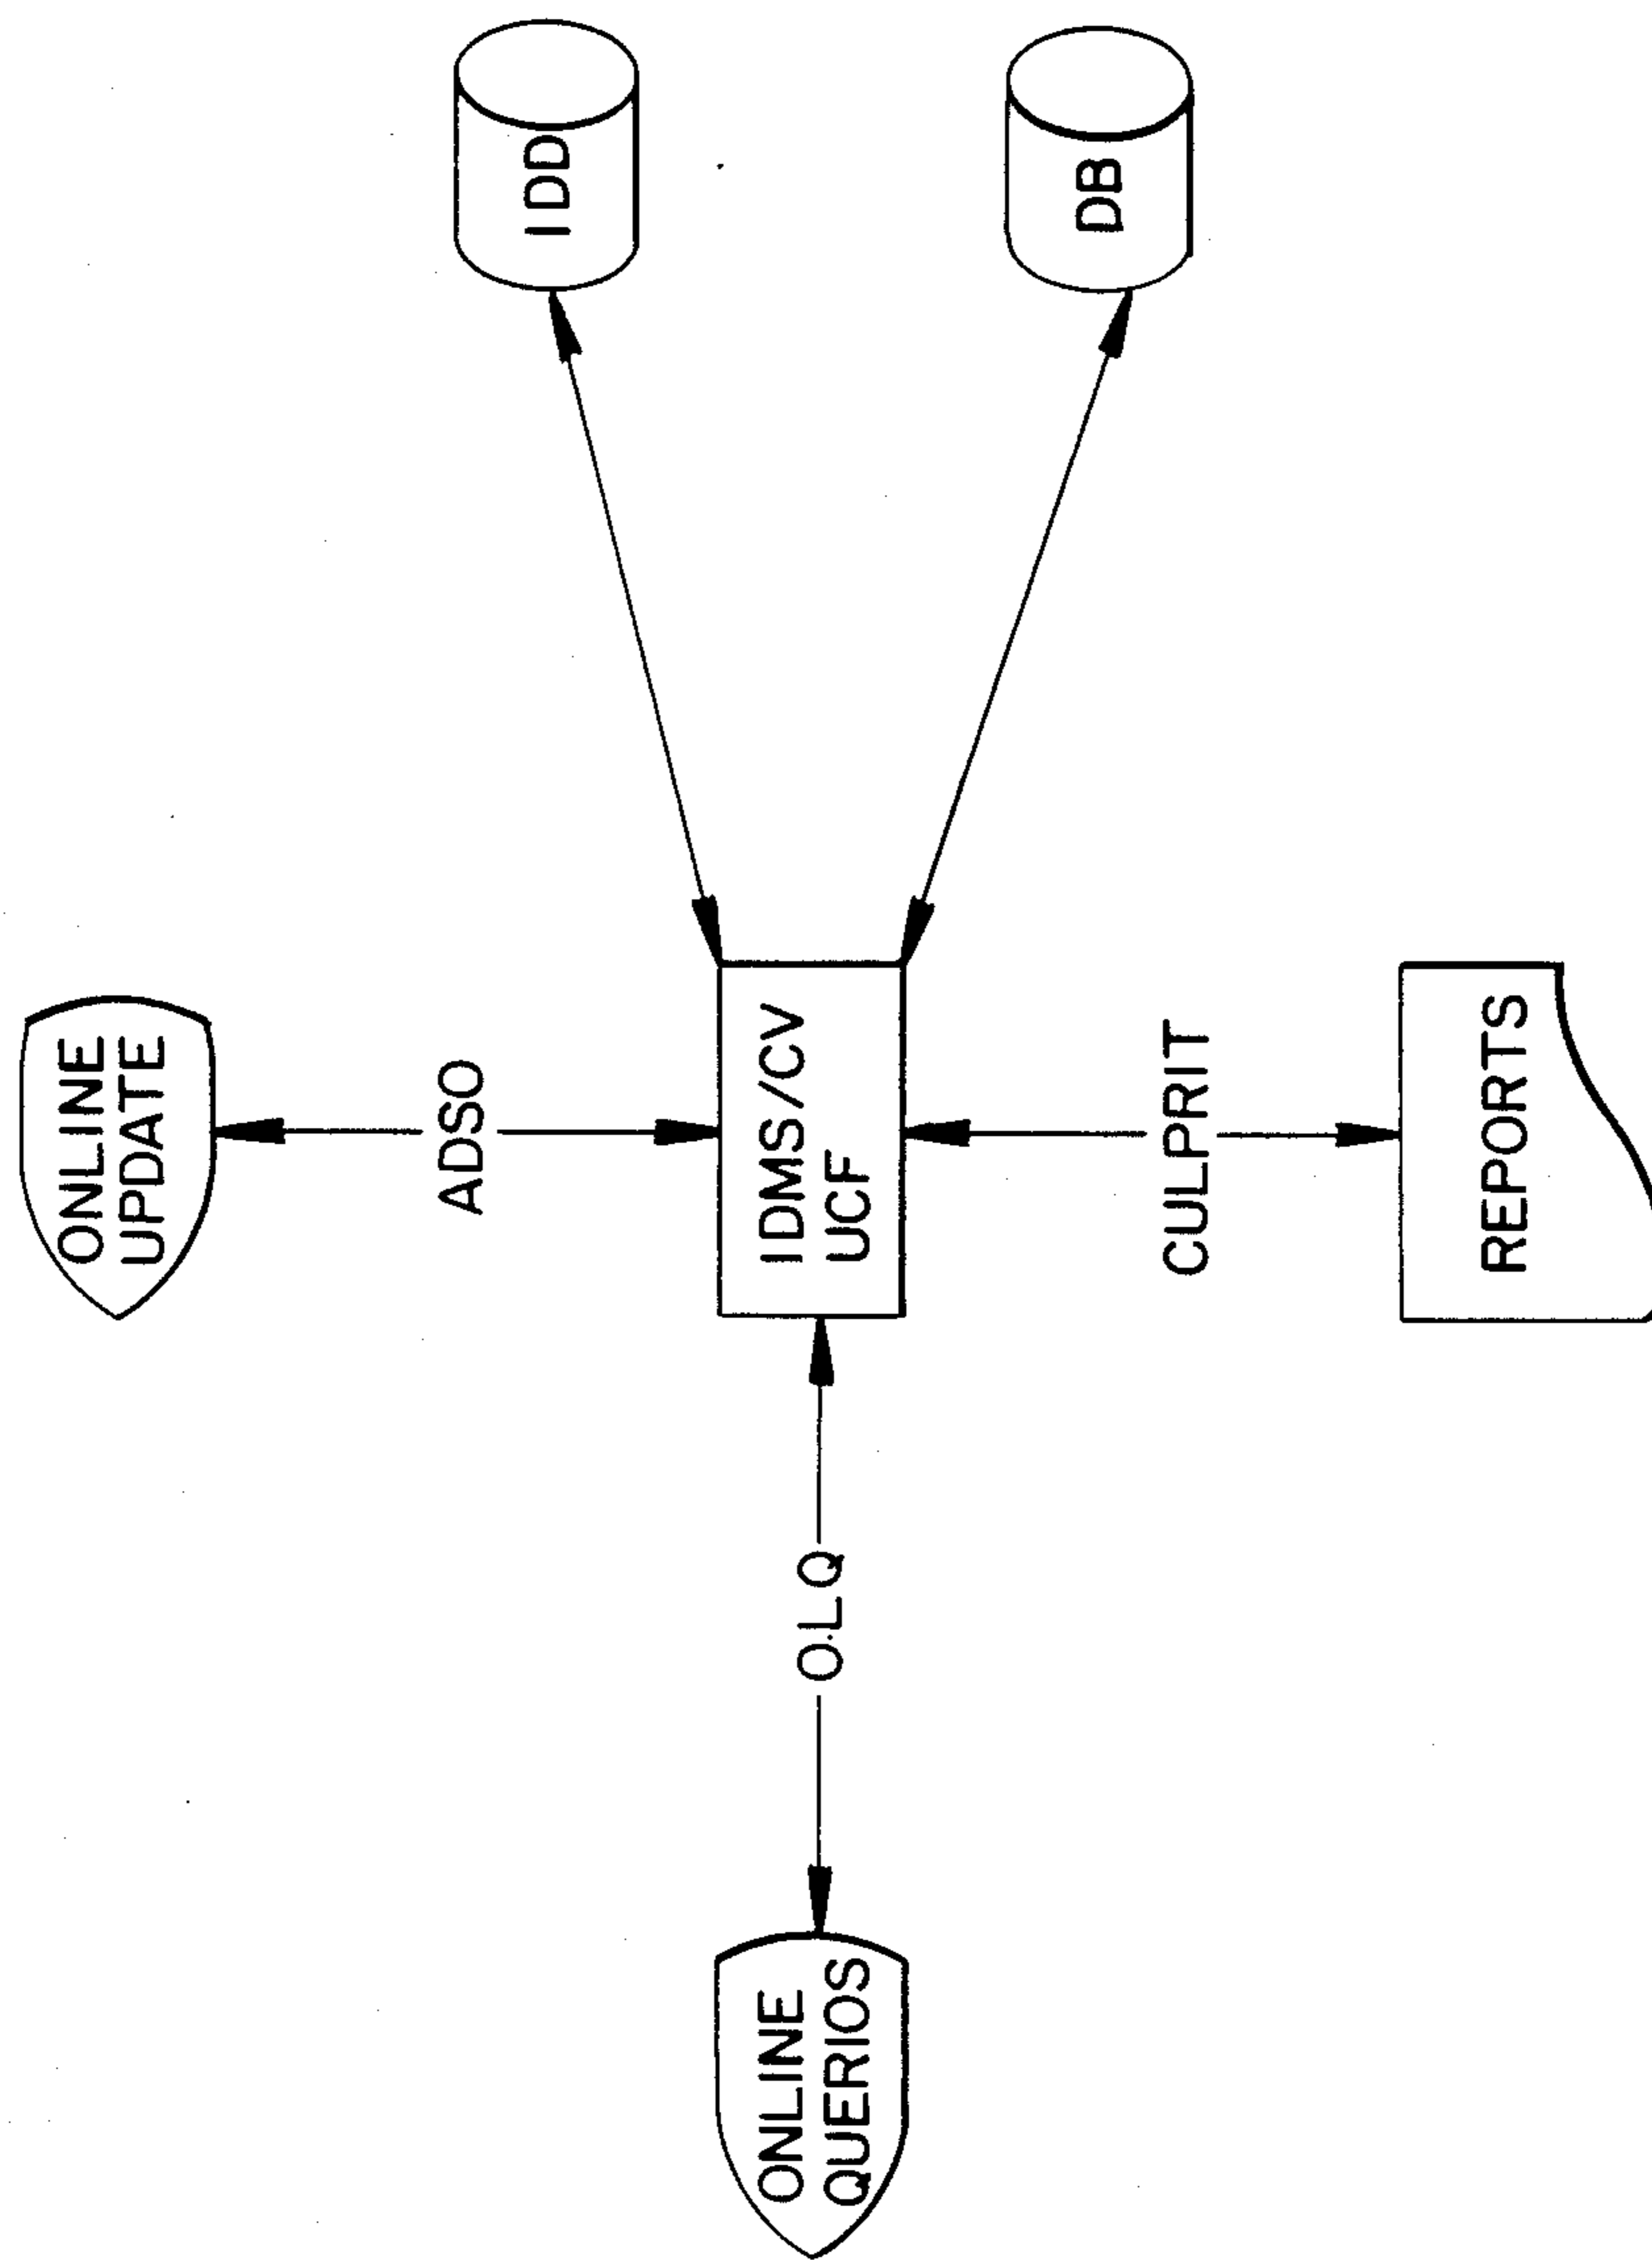 ONLINE
UPDATE
ADSO
IDD
ONLINE
QUERIOS
O.L Q
IDMS/CV
UCF
DB
CULPRIT
REPORTS